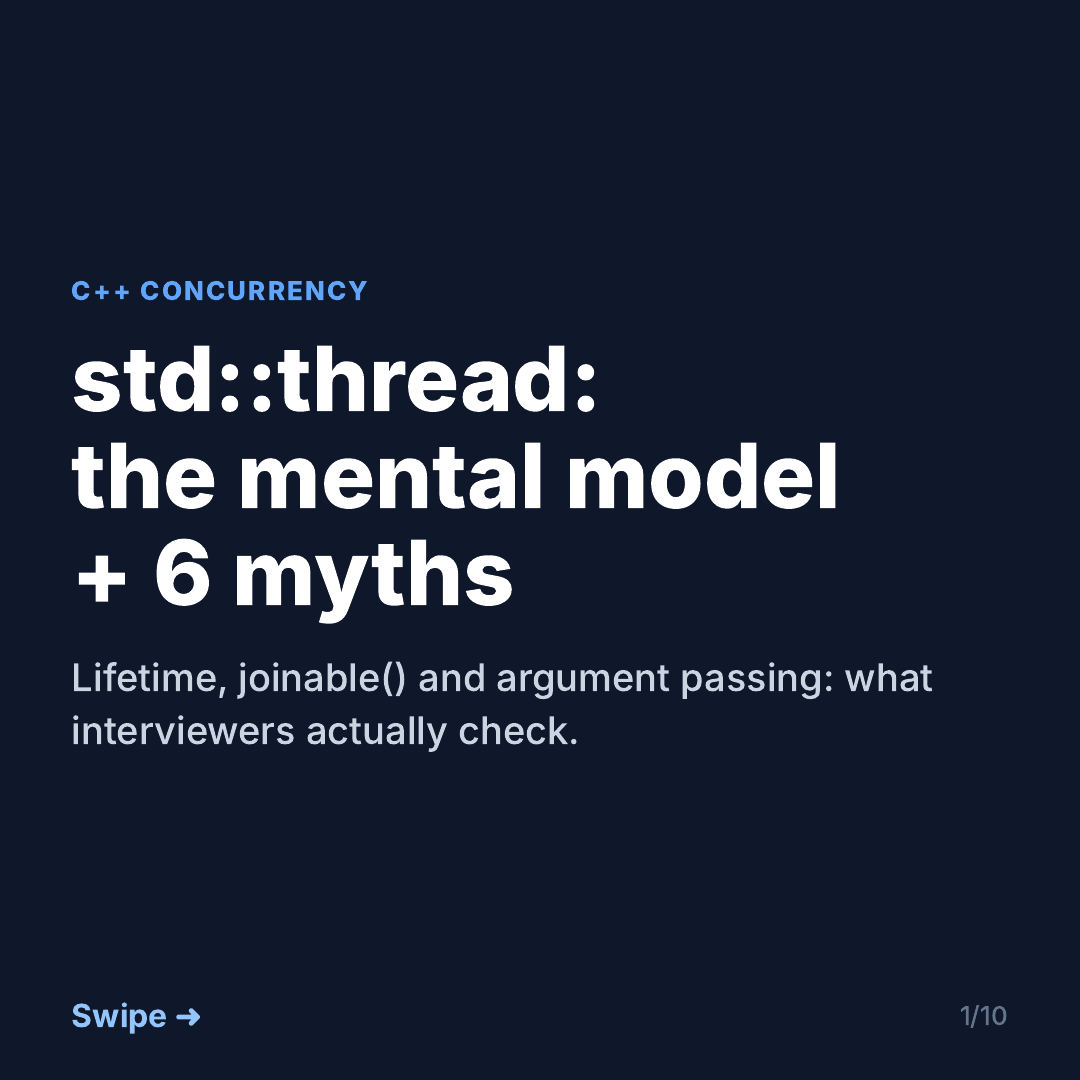 C++ CONCURRENCY
std::thread:
the mental model
+ 6 myths
Lifetime, joinable() and argument passing: what
interviewers actually check.
Swipe ➜
1/10